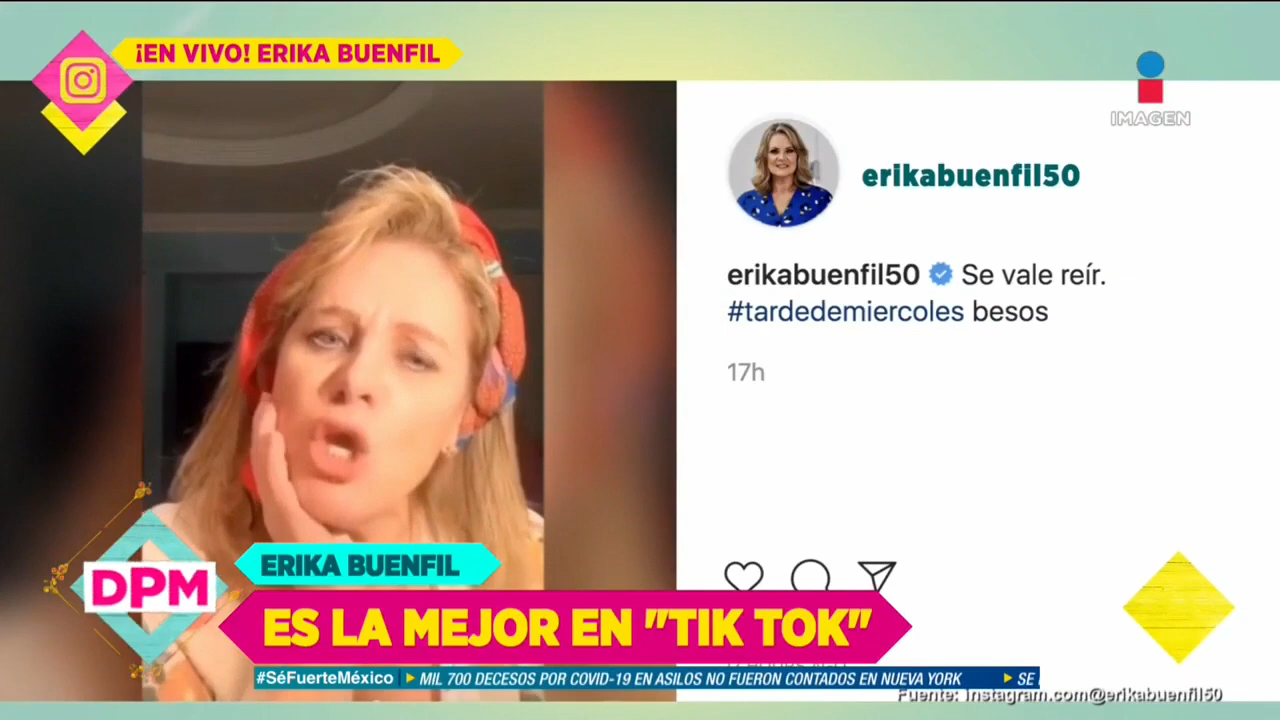 ¡EN VIVO! ERIKA BUENFIL
IMAGEN
erikabuenfil50
erikabuenfil50 Se vale reír.
#tardedemiercoles besos
17h
ERIKA BUENFIL
DPM
ES LA MEJOR EN "TIK TOK"
#SéFuerteMéxico MIL 700 DECESOS POR COVID-19 EN ASILOS NO FUERON CONTADOS EN NUEVA YORK SE
Fuente: Instagram.com@erikabuenfil50